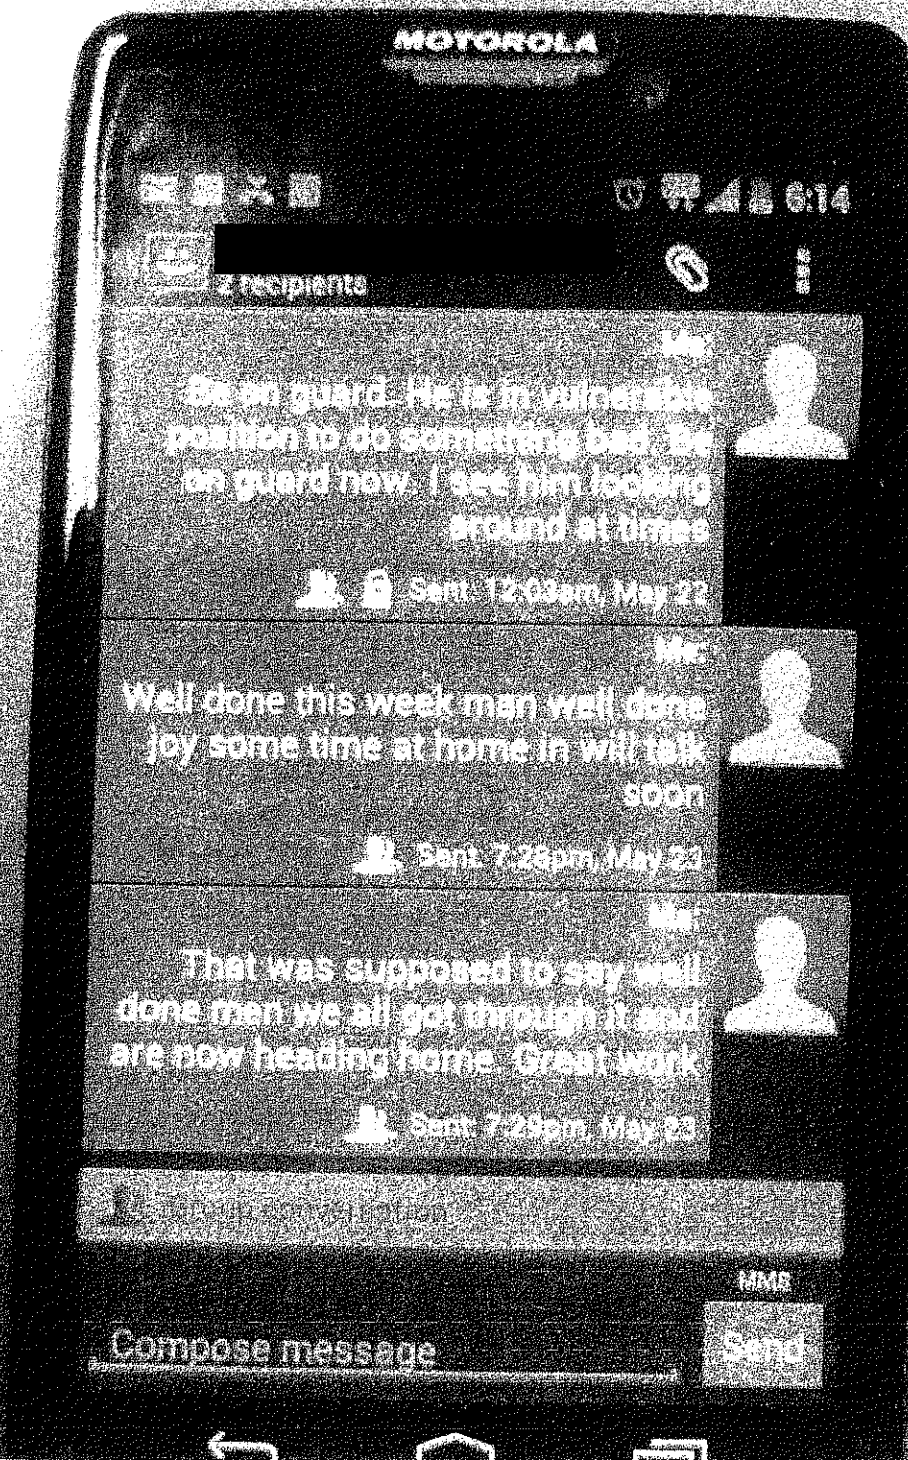 MOTOROLA
6:14
2 recipients
Me:
Be on guard. He is in vulnerable
position to do something bad. Be
on guard now. I see him looking
around at times
Sent: 12:03am, May 22
Me:
Well done this week man well done
joy some time at home in will talk
soon
Sent: 7:28pm, May 23
Me:
That was supposed to say well
done men we all got through it and
are now heading home. Great work
Sent: 7:29pm, May 23
MMS
Compose message
Send